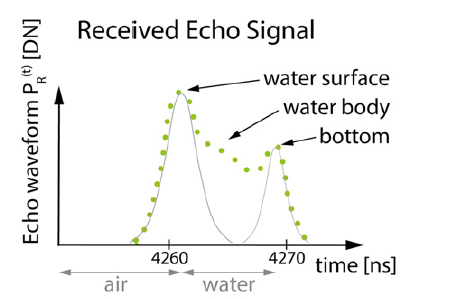 Received Echo Signal
Echo waveform P_R^(t) [DN]
water surface
water body
bottom
4260
4270
time [ns]
air
water